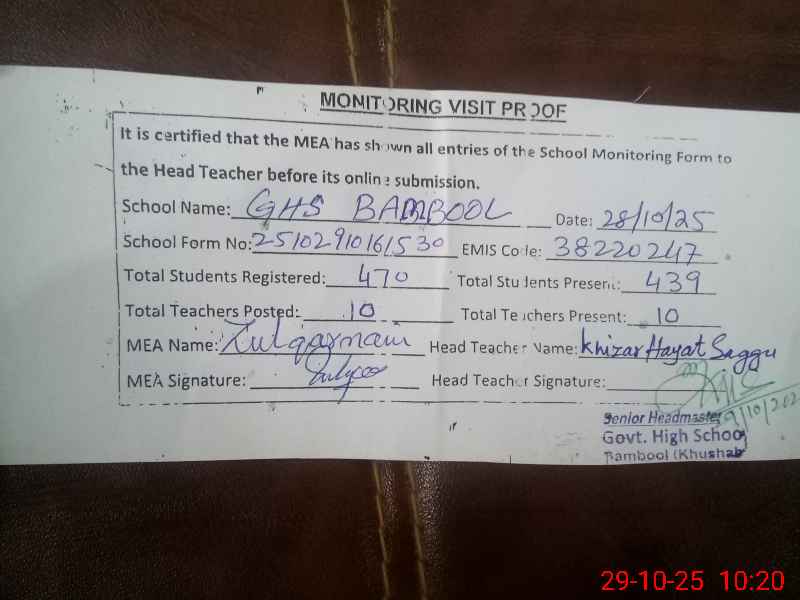 MONITORING VISIT PROOF
It is certified that the MEA has shown all entries of the School Monitoring Form to
the Head Teacher before its online submission.
School Name: GHS BAMBOOL Date: 28/10/25
School Form No: 25102910161530 EMIS Code: 38220247
Total Students Registered: 470 Total Students Present: 439
Total Teachers Posted: 10 Total Teachers Present: 10
MEA Name: Zulqarnain Head Teacher Name: Khizar Hayat Saggu
MEA Signature: Head Teacher Signature:
Senior Headmaster
Govt. High School
Bambool (Khushab
29-10-25 10:20